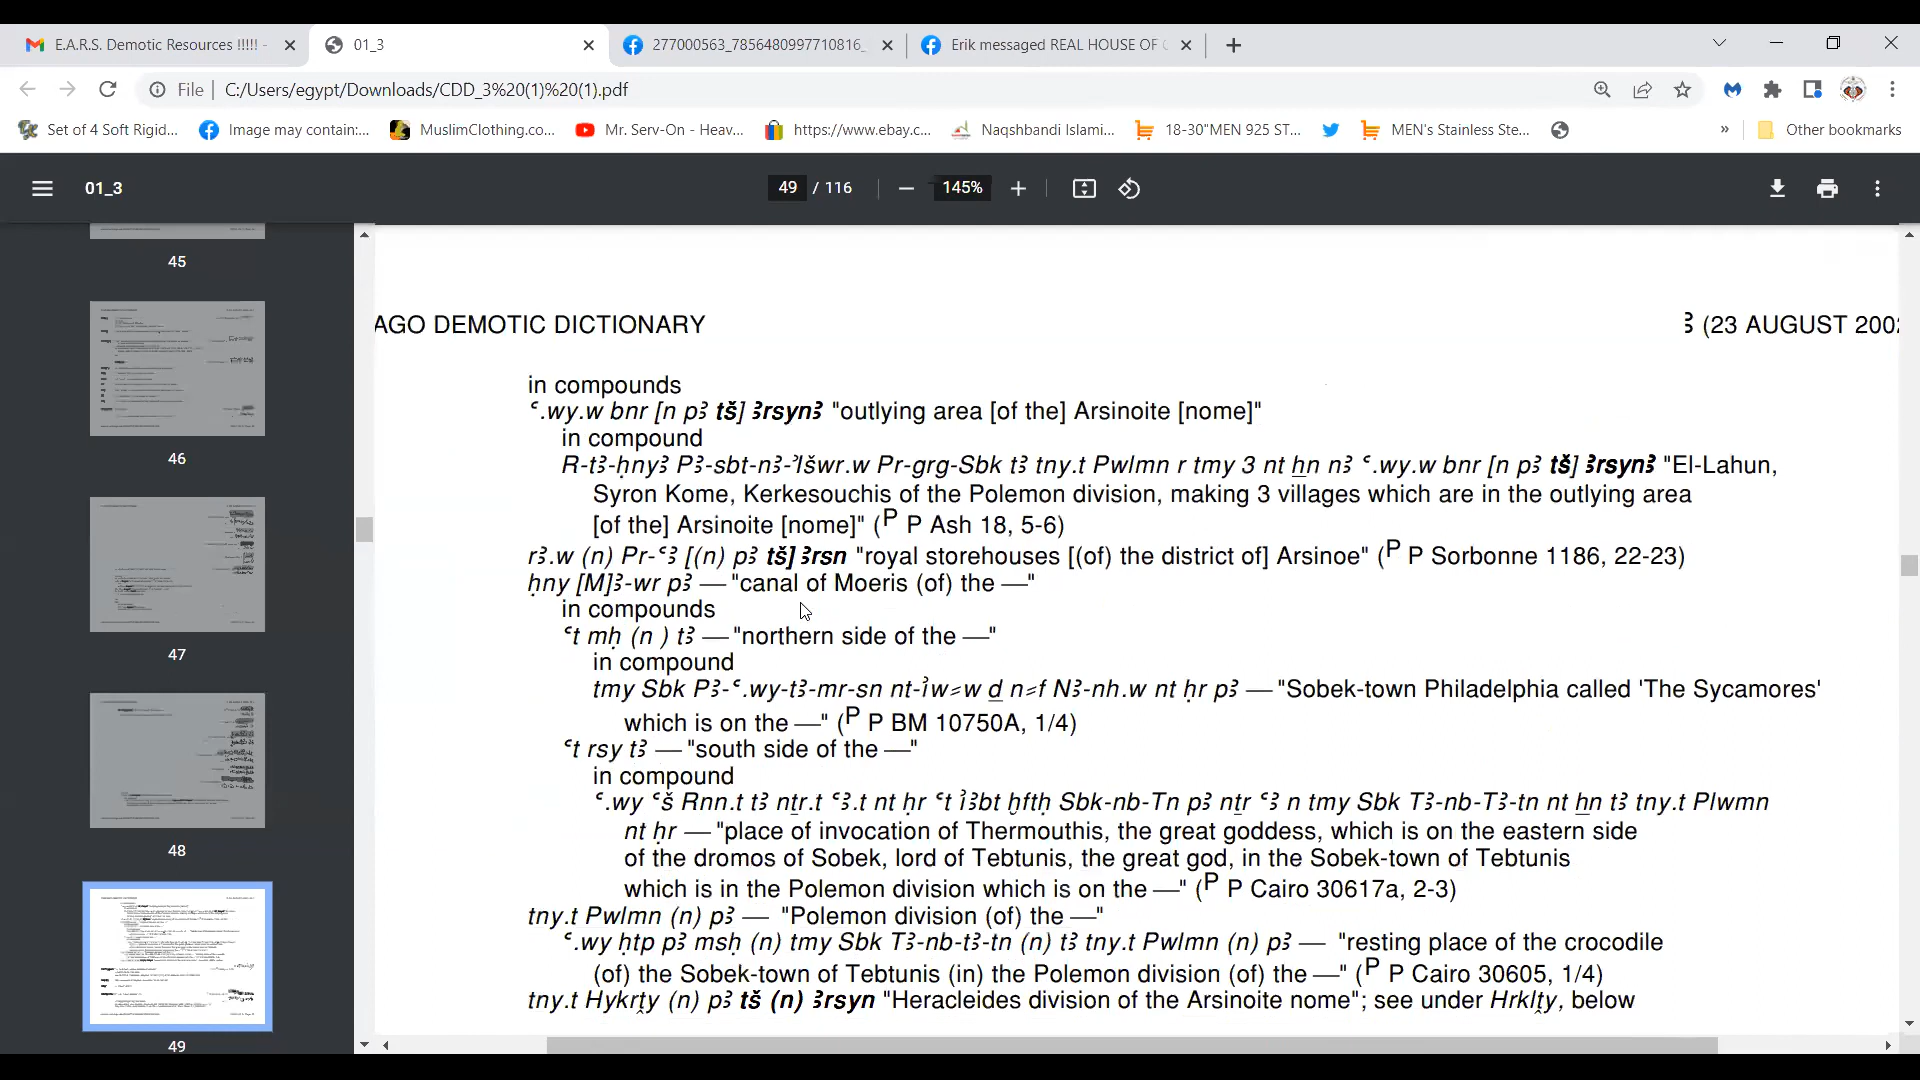 E.A.R.S. Demotic Resources !!!!! -
01_3
277000563_7856480997710816_
Erik messaged REAL HOUSE OF
File
C:/Users/egypt/Downloads/CDD_3%20(1)%20(1).pdf
Set of 4 Soft Rigid...
Image may contain:...
MuslimClothing.co...
Mr. Serv-On - Heav...
https://www.ebay.c...
Naqshbandi Islami...
18-30"MEN 925 ST...
MEN's Stainless Ste...
»
Other bookmarks
01_3
49 / 116
145%
45
46
47
48
49
AGO DEMOTIC DICTIONARY
ꜣ (23 AUGUST 2002
in compounds
ꜥ.wy.w bnr [n pꜣ tš] ꜣrsynꜣ "outlying area [of the] Arsinoite [nome]"
in compound
R-tꜣ-ḥnyꜣ Pꜣ-sbt-nꜣ-ꜣIšwr.w Pr-grg-Sbk tꜣ tny.t Pwlmn r tmy 3 nt ẖn nꜣ ꜥ.wy.w bnr [n pꜣ tš] ꜣrsynꜣ "El-Lahun,
Syron Kome, Kerkesouchis of the Polemon division, making 3 villages which are in the outlying area
[of the] Arsinoite [nome]" (P P Ash 18, 5-6)
rꜣ.w (n) Pr-ꜥꜣ [(n) pꜣ tš] ꜣrsn "royal storehouses [(of) the district of] Arsinoe" (P P Sorbonne 1186, 22-23)
ḥny [M]ꜣ-wr pꜣ — "canal of Moeris (of) the —"
in compounds
ꜥt mḥ (n ) tꜣ — "northern side of the —"
in compound
tmy Sbk Pꜣ-ꜥ.wy-tꜣ-mr-sn nt-ỉw⸗w ḏ n⸗f Nꜣ-nh.w nt ḥr pꜣ — "Sobek-town Philadelphia called 'The Sycamores'
which is on the —" (P P BM 10750A, 1/4)
ꜥt rsy tꜣ — "south side of the —"
in compound
ꜥ.wy ꜥš Rnn.t tꜣ nṯr.t ꜥꜣ.t nt ḥr ꜥt ỉꜣbt ḫfṱḥ Sbk-nb-Tn pꜣ nṯr ꜥꜣ n tmy Sbk Tꜣ-nb-Tꜣ-tn nt ẖn tꜣ tny.t Plwmn
nt ḥr — "place of invocation of Thermouthis, the great goddess, which is on the eastern side
of the dromos of Sobek, lord of Tebtunis, the great god, in the Sobek-town of Tebtunis
which is in the Polemon division which is on the —" (P P Cairo 30617a, 2-3)
tny.t Pwlmn (n) pꜣ — "Polemon division (of) the —"
ꜥ.wy ḥtp pꜣ msḥ (n) tmy Sbk Tꜣ-nb-tꜣ-tn (n) tꜣ tny.t Pwlmn (n) pꜣ — "resting place of the crocodile
(of) the Sobek-town of Tebtunis (in) the Polemon division (of) the —" (P P Cairo 30605, 1/4)
tny.t Hykrṱy (n) pꜣ tš (n) ꜣrsyn "Heracleides division of the Arsinoite nome"; see under Hrklṱy, below